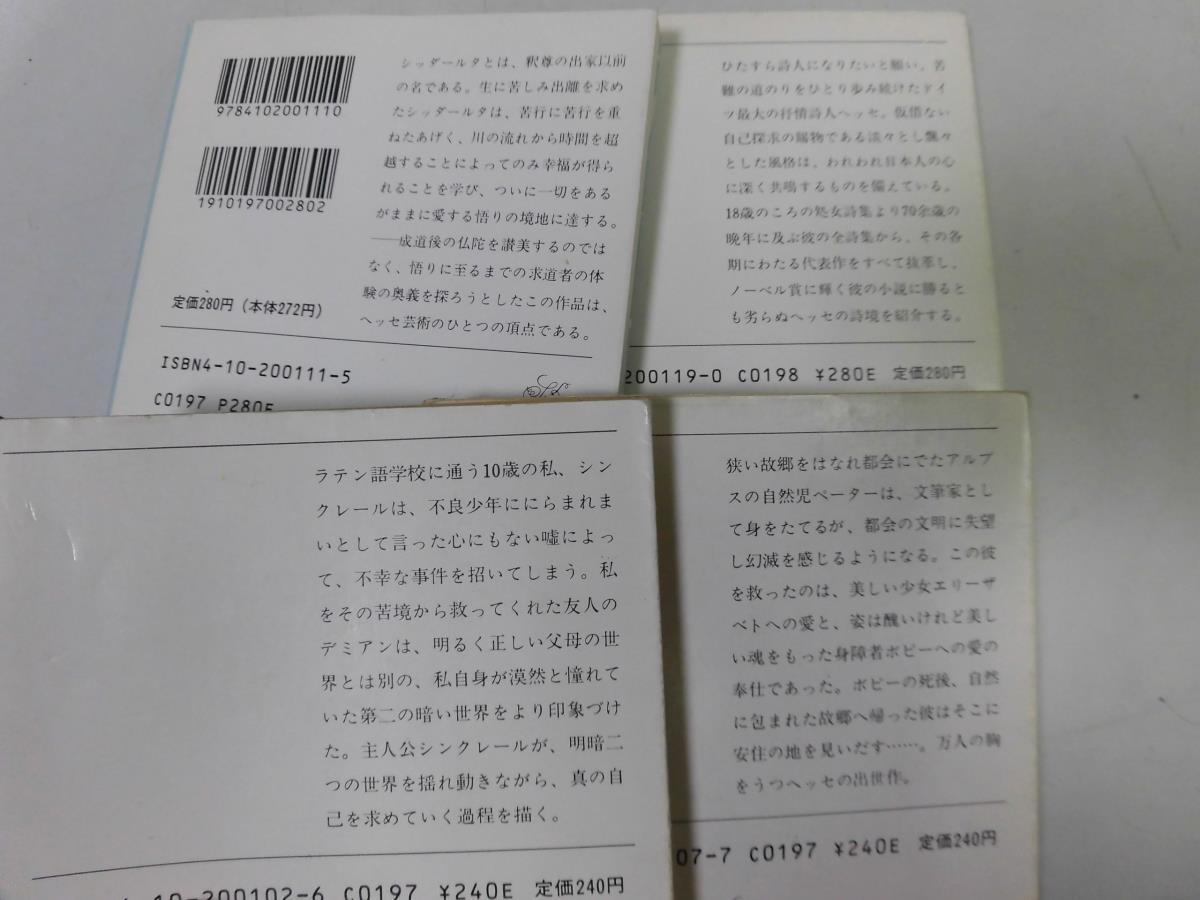 9784102001110
1910197002802
定価280円(本体272円)
シッダールタとは、釈尊の出家以前
の名である。生に苦しみ出離を求め
たシッダールタは、苦行に苦行を重
ねたあげく、川の流れから時間を超
越することによってのみ幸福が得ら
れることを学び、ついに一切をある
がままに愛する悟りの境地に達する。
──成道後の仏陀を讃美するのでは
なく、悟りに至るまでの求道者の体
験の奥義を探ろうとしたこの作品は、
ヘッセ芸術のひとつの頂点である。
ISBN4-10-200111-5
C0197 P280E
ひたすら詩人になりたいと願い、苦
難の道のりをひとり歩み続けたドイ
ツ最大の抒情詩人ヘッセ。仮借ない
自己探求の賜物である淡々とし飄々
とした風格は、われわれ日本人の心
に深く共鳴するものを備えている。
18歳のころの処女詩集より70余歳の
晩年に及ぶ彼の全詩集から、その各
期にわたる代表作をすべて抜萃し、
ノーベル賞に輝く彼の小説に勝ると
も劣らぬヘッセの詩境を紹介する。
200119-0 C0198 ¥280E 定価280円
ラテン語学校に通う10歳の私、シン
クレールは、不良少年ににらまれま
いとして言った心にもない嘘によっ
て、不幸な事件を招いてしまう。私
をその苦境から救ってくれた友人の
デミアンは、明るく正しい父母の世
界とは別の、私自身が漠然と憧れて
いた第二の暗い世界をより印象づけ
た。主人公シンクレールが、明暗二
つの世界を揺れ動きながら、真の自
己を求めていく過程を描く。
10-200102-6 C0197 ¥240E 定価240円
狭い故郷をはなれ都会にでたアルプ
スの自然児ペーターは、文筆家とし
て身をたてるが、都会の文明に失望
し幻滅を感じるようになる。この彼
を救ったのは、美しい少女エリーザ
ベトへの愛と、姿は醜いけれど美し
い魂をもった身障者ボピーへの愛の
奉仕であった。ボピーの死後、自然
に包まれた故郷へ帰った彼はそこに
安住の地を見いだす……。万人の胸
をうつヘッセの出世作。
07-7 C0197 ¥240E 定価240円